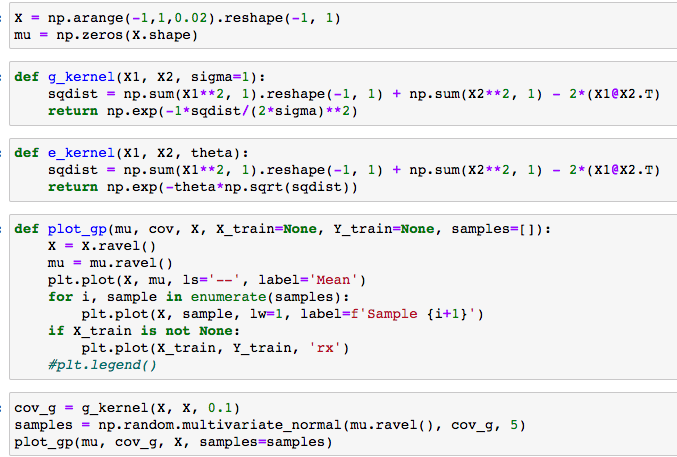 X = np.arange(-1,1,0.02).reshape(-1, 1)
mu = np.zeros(X.shape)
def g_kernel(X1, X2, sigma=1):
    sqdist = np.sum(X1**2, 1).reshape(-1, 1) + np.sum(X2**2, 1) - 2*(X1@X2.T)
    return np.exp(-1*sqdist/(2*sigma)**2)
def e_kernel(X1, X2, theta):
    sqdist = np.sum(X1**2, 1).reshape(-1, 1) + np.sum(X2**2, 1) - 2*(X1@X2.T)
    return np.exp(-theta*np.sqrt(sqdist))
def plot_gp(mu, cov, X, X_train=None, Y_train=None, samples=[]):
    X = X.ravel()
    mu = mu.ravel()
    plt.plot(X, mu, ls='--', label='Mean')
    for i, sample in enumerate(samples):
        plt.plot(X, sample, lw=1, label=f'Sample {i+1}')
    if X_train is not None:
        plt.plot(X_train, Y_train, 'rx')
    #plt.legend()
cov_g = g_kernel(X, X, 0.1)
samples = np.random.multivariate_normal(mu.ravel(), cov_g, 5)
plot_gp(mu, cov_g, X, samples=samples)